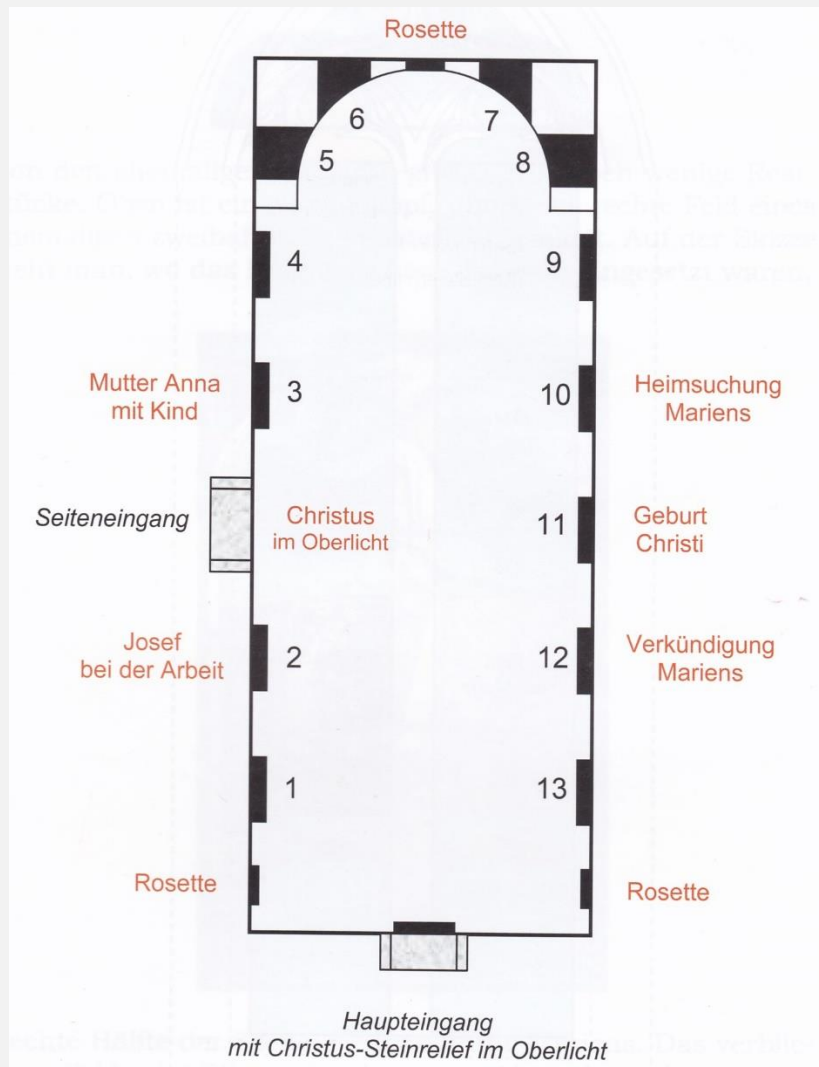 Rosette
6
7
5
8
4
9
Mutter Anna
mit Kind
3
10
Heimsuchung
Mariens
Seiteneingang
Christus
im Oberlicht
11
Geburt
Christi
Josef
bei der Arbeit
2
12
Verkündigung
Mariens
1
13
Rosette
Rosette
Haupteingang
mit Christus-Steinrelief im Oberlicht